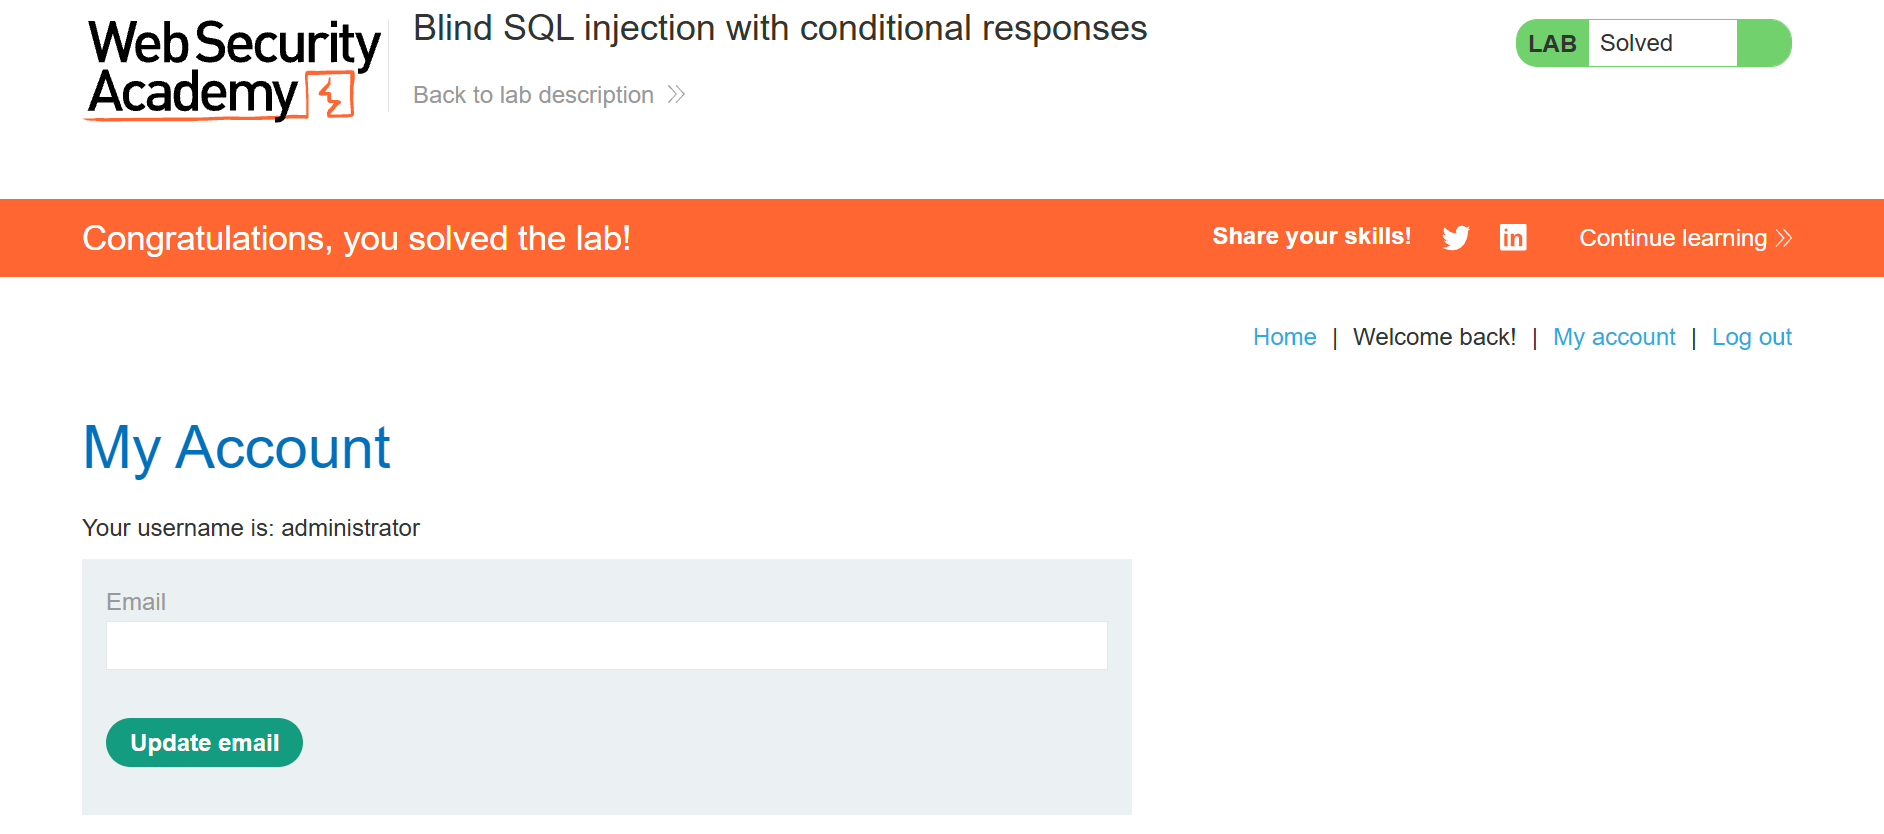 Web Security
Academy
Blind SQL injection with conditional responses
Back to lab description
LAB Solved
Congratulations, you solved the lab!
Share your skills!
Continue learning
Home | Welcome back! | My account | Log out
My Account
Your username is: administrator
Email
Update email